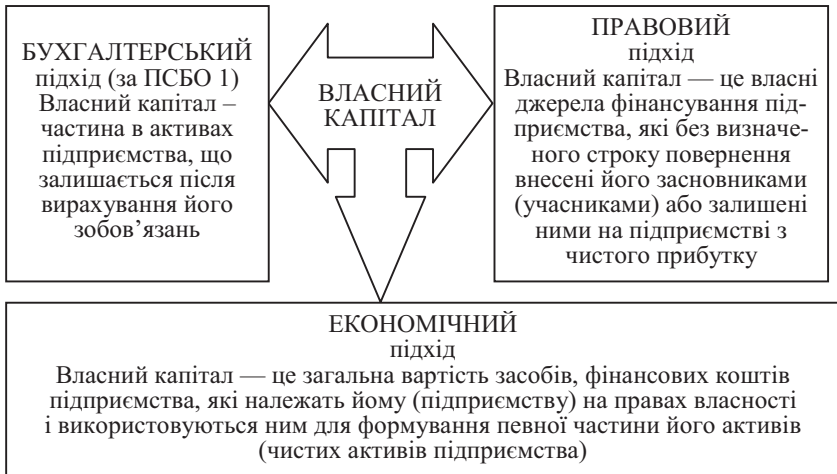 БУХГАЛТЕРСЬКИЙ
підхід (за ПСБО 1)
Власний капітал –
частина в активах
підприємства, що
залишається після
вирахування його
зобов’язань
ВЛАСНИЙ
КАПІТАЛ
ПРАВОВИЙ
підхід
Власний капітал — це власні
джерела фінансування під-
приємства, які без визначе-
ного строку повернення
внесені його засновниками
(учасниками) або залишені
ними на підприємстві з
чистого прибутку
ЕКОНОМІЧНИЙ
підхід
Власний капітал — це загальна вартість засобів, фінансових коштів
підприємства, які належать йому (підприємству) на правах власності
і використовуються ним для формування певної частини його активів
(чистих активів підприємства)